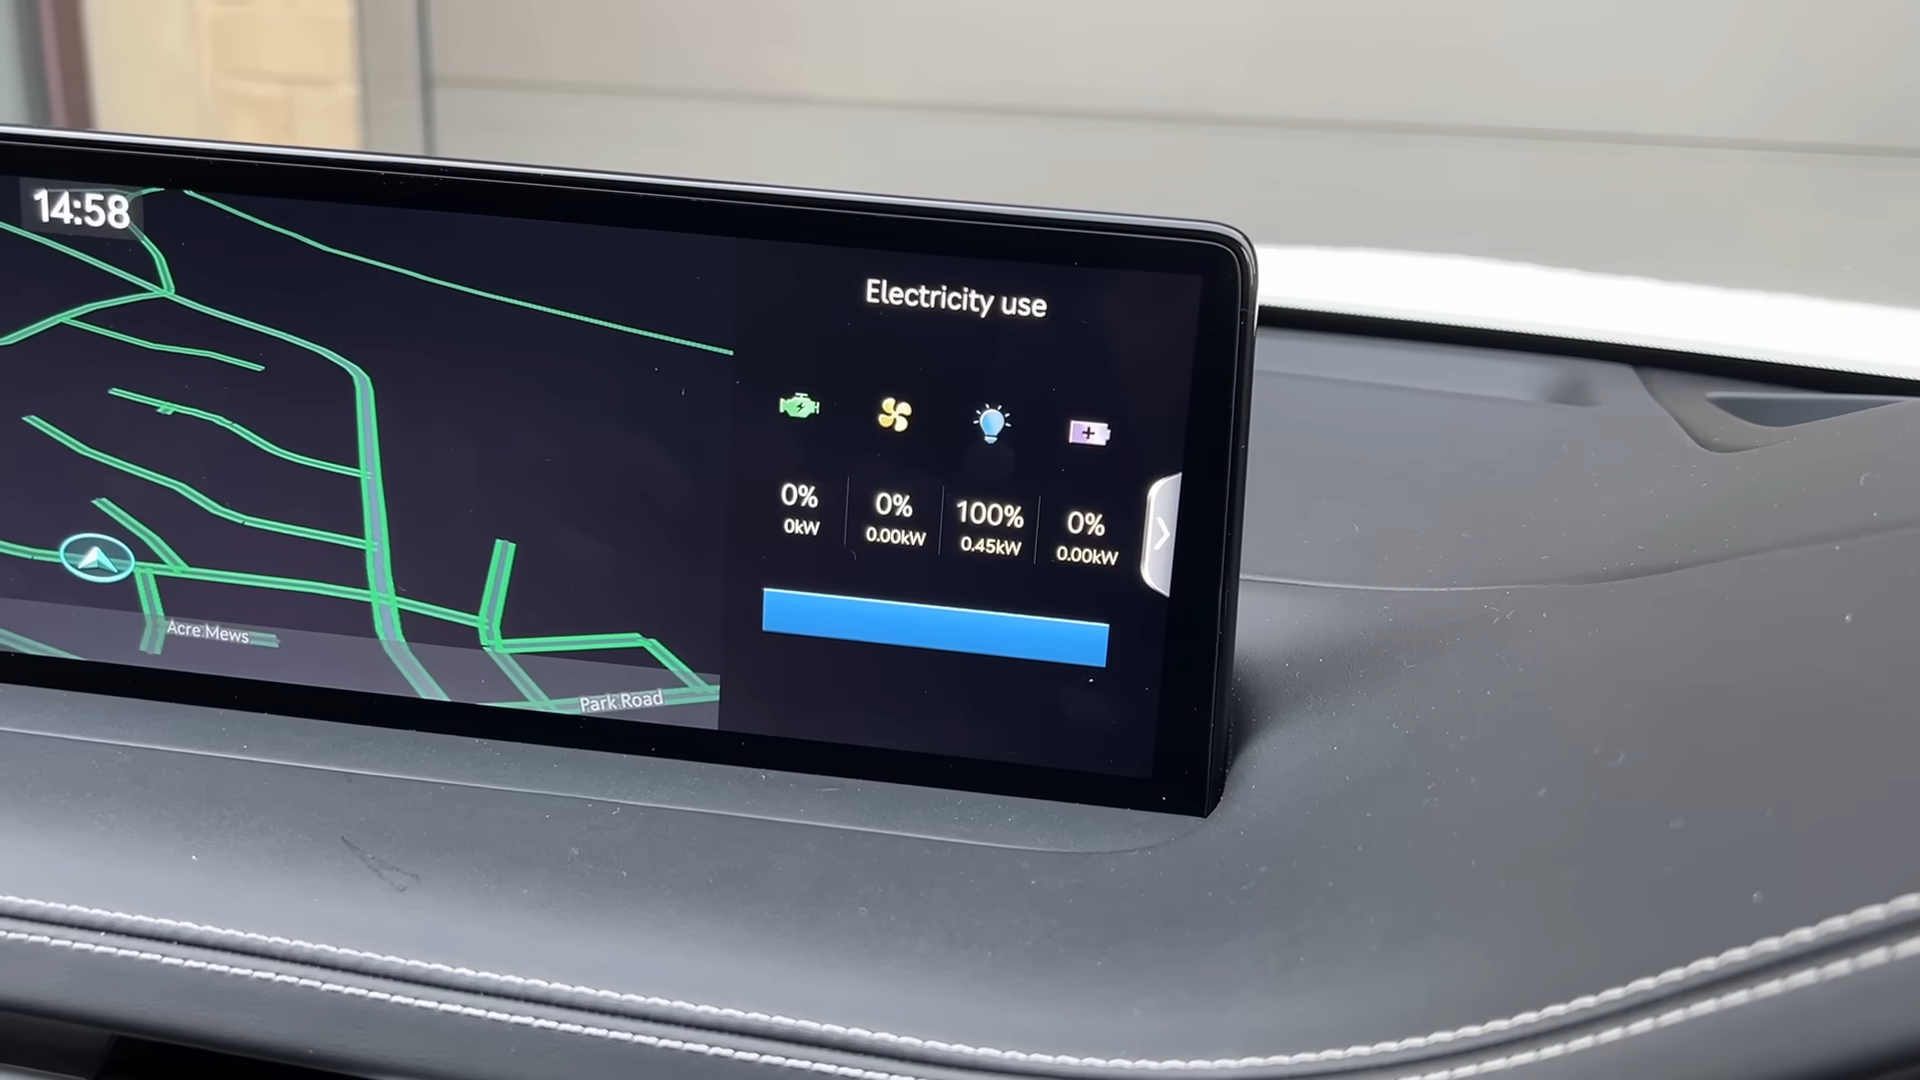 14:58
Electricity use
0% 0% 100% 0%
0kW 0.00kW 0.45kW 0.00kW
Acre Mews
Park Road